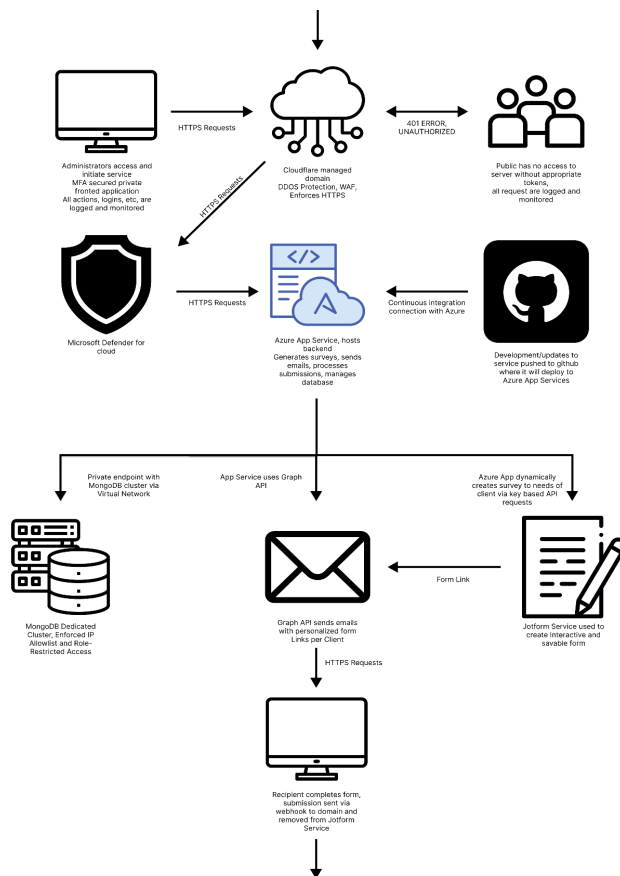 HTTPS Requests
401 ERROR,
UNAUTHORIZED
Administrators access and
initiate service
MFA secured private
fronted application
All actions, logins, etc, are
logged and monitored
Cloudflare managed
domain
DDOS Protection, WAF,
Enforces HTTPS
Public has no access to
server without appropriate
tokens,
all request are logged and
monitored
HTTPS Requests
</>
HTTPS Requests
Continuous integration
connection with Azure
Microsoft Defender for
cloud
Azure App Service, hosts
backend
Generates surveys, sends
emails, processes
submissions, manages
database
Development/updates to
service pushed to github
where it will deploy to
Azure App Services
Private endpoint with
MongoDB cluster via
Virtual Network
App Service uses Graph
API
Azure App dynamically
creates survey to needs of
client via key based API
requests
Form Link
MongoDB Dedicated
Cluster, Enforced IP
Allowlist and Role-
Restricted Access
Graph API sends emails
with personalized form
Links per Client
Jotform Service used to
create Interactive and
savable form
HTTPS Requests
Recipient completes form,
submission sent via
webhook to domain and
removed from Jotform
Service